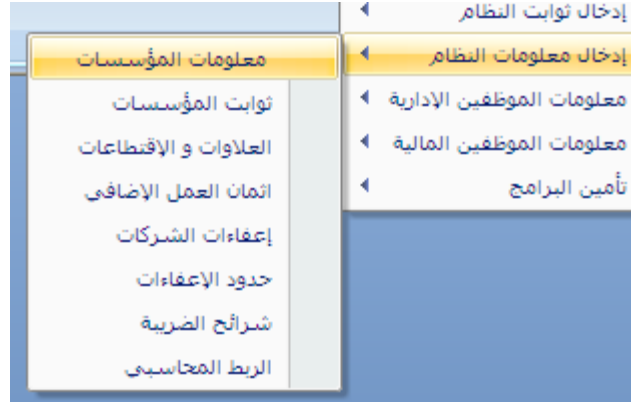 إدخال ثوابت النظام
إدخال معلومات النظام
معلومات الموظفين الإدارية
معلومات الموظفين المالية
تأمين البرامج
معلومات المؤسسات
ثوابت المؤسسات
العلاوات و الإقتطاعات
اثمان العمل الإضافي
إعفاءات الشركات
حدود الإعفاءات
شرائح الضريبة
الربط المحاسبي